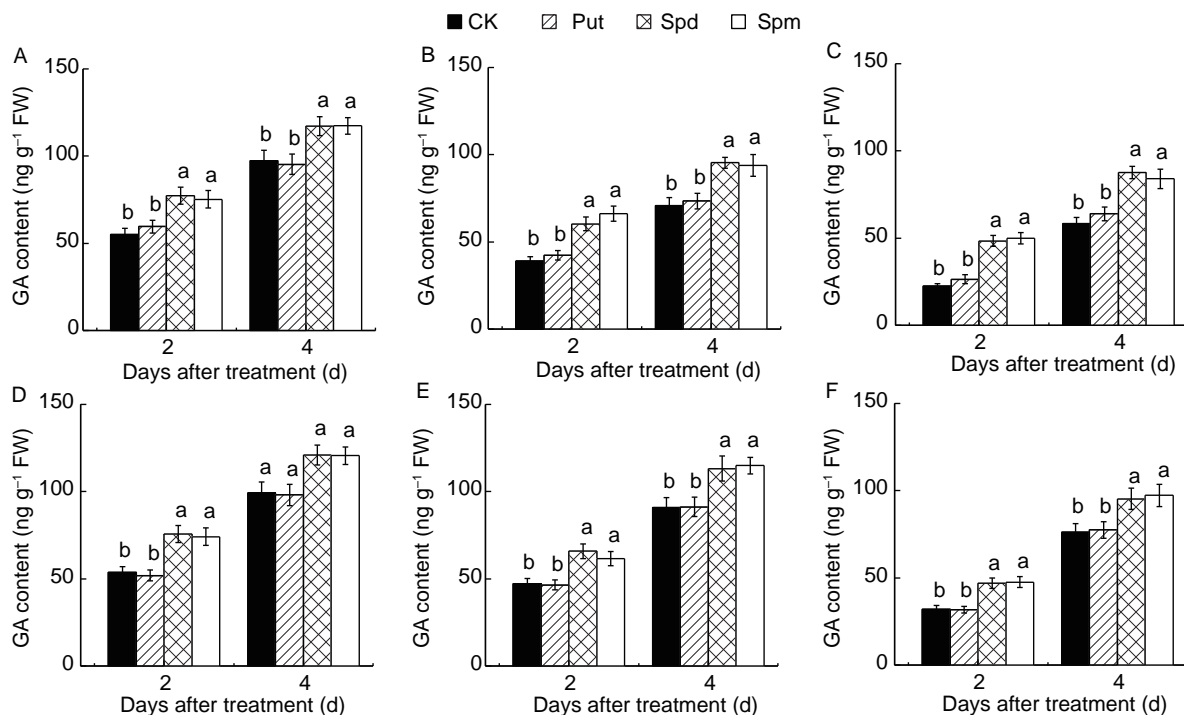 CK Put Spd Spm
A
150
100
50
0
GA content (ng g⁻¹ FW)
b b a a
b b a a
2 4
Days after treatment (d)
B
150
100
50
0
GA content (ng g⁻¹ FW)
b b a a
b b a a
2 4
Days after treatment (d)
C
150
100
50
0
GA content (ng g⁻¹ FW)
b b a a
b b a a
2 4
Days after treatment (d)
D
150
100
50
0
GA content (ng g⁻¹ FW)
b b a a
a a a a
2 4
Days after treatment (d)
E
150
100
50
0
GA content (ng g⁻¹ FW)
b b a a
b b a a
2 4
Days after treatment (d)
F
150
100
50
0
GA content (ng g⁻¹ FW)
b b a a
b b a a
2 4
Days after treatment (d)